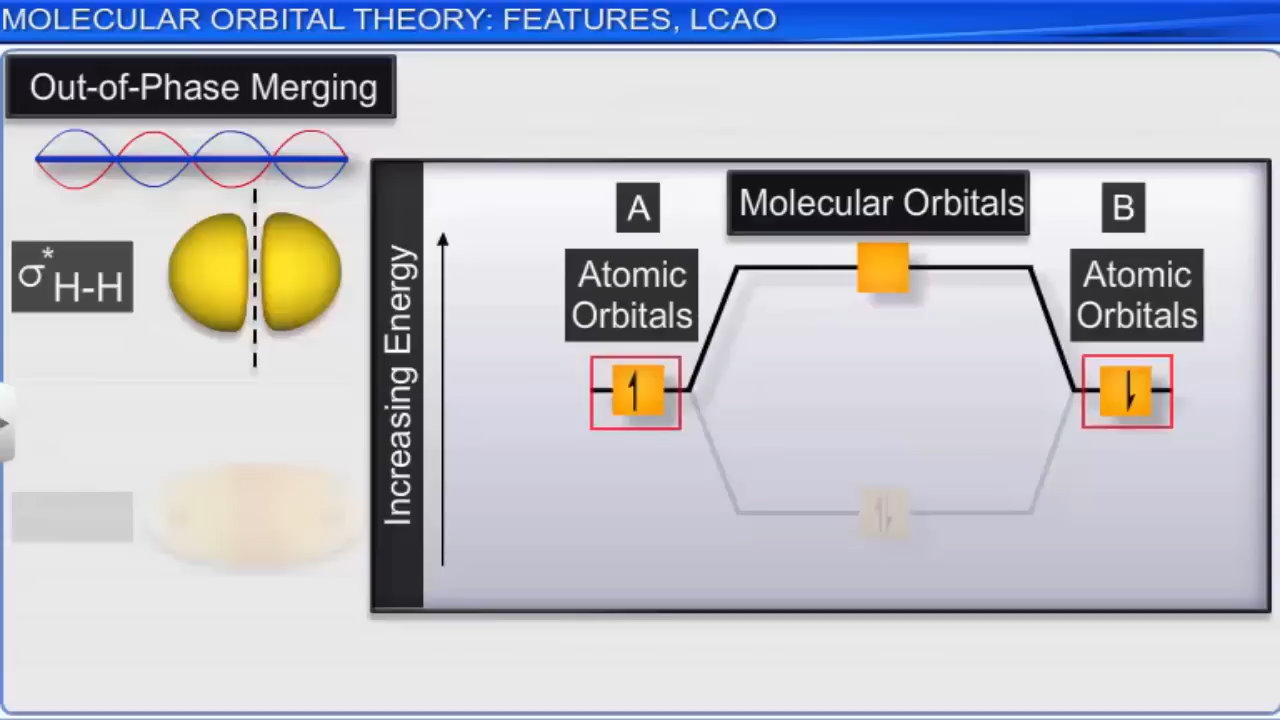 MOLECULAR ORBITAL THEORY: FEATURES, LCAO
Out-of-Phase Merging
σ* H-H
Increasing Energy
A
Molecular Orbitals
B
Atomic
Orbitals
Atomic
Orbitals